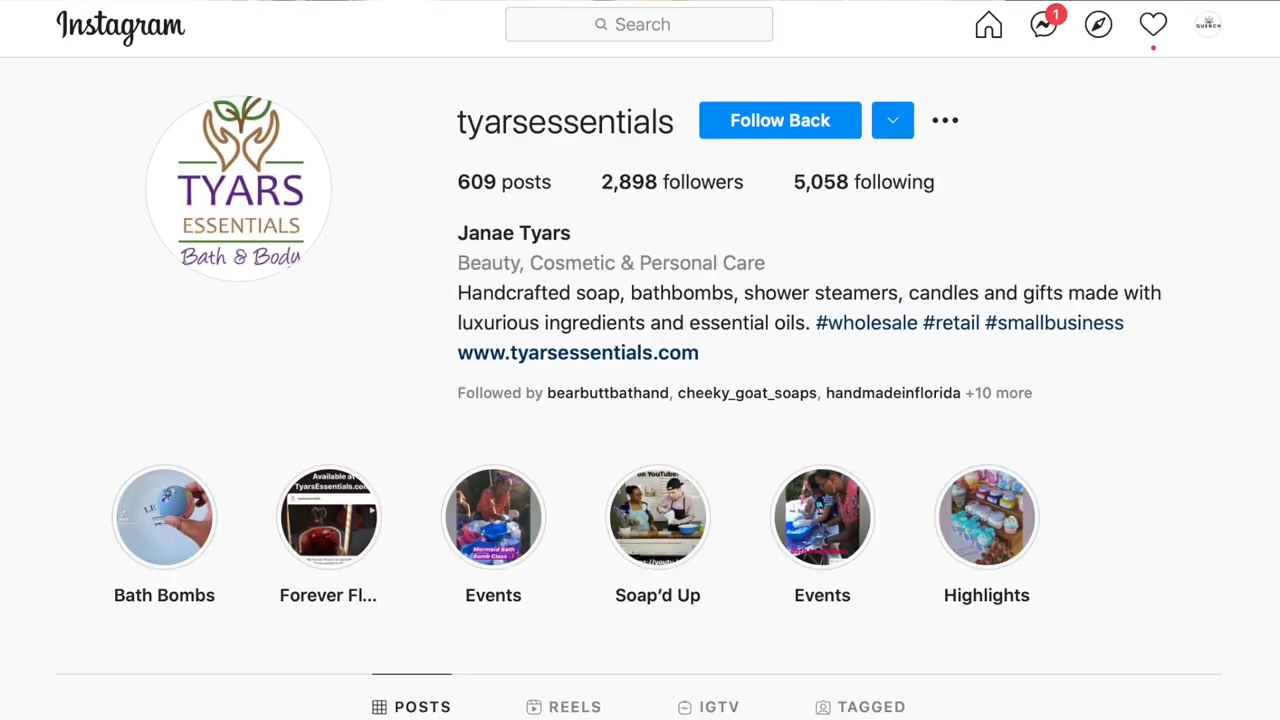 Instagram
Search
1
QUENCH
TYARS
ESSENTIALS
Bath & Body
tyarsessentials
Follow Back
609 posts
2,898 followers
5,058 following
Janae Tyars
Beauty, Cosmetic & Personal Care
Handcrafted soap, bathbombs, shower steamers, candles and gifts made with
luxurious ingredients and essential oils. #wholesale #retail #smallbusiness
www.tyarsessentials.com
Followed by bearbuttbathand, cheeky_goat_soaps, handmadeinflorida +10 more
Available at
TyarsEssentials.com
Mermaid Bath
Bomb Class
on YouTube
Bath Bombs
Forever Fl...
Events
Soap’d Up
Events
Highlights
POSTS
REELS
IGTV
TAGGED